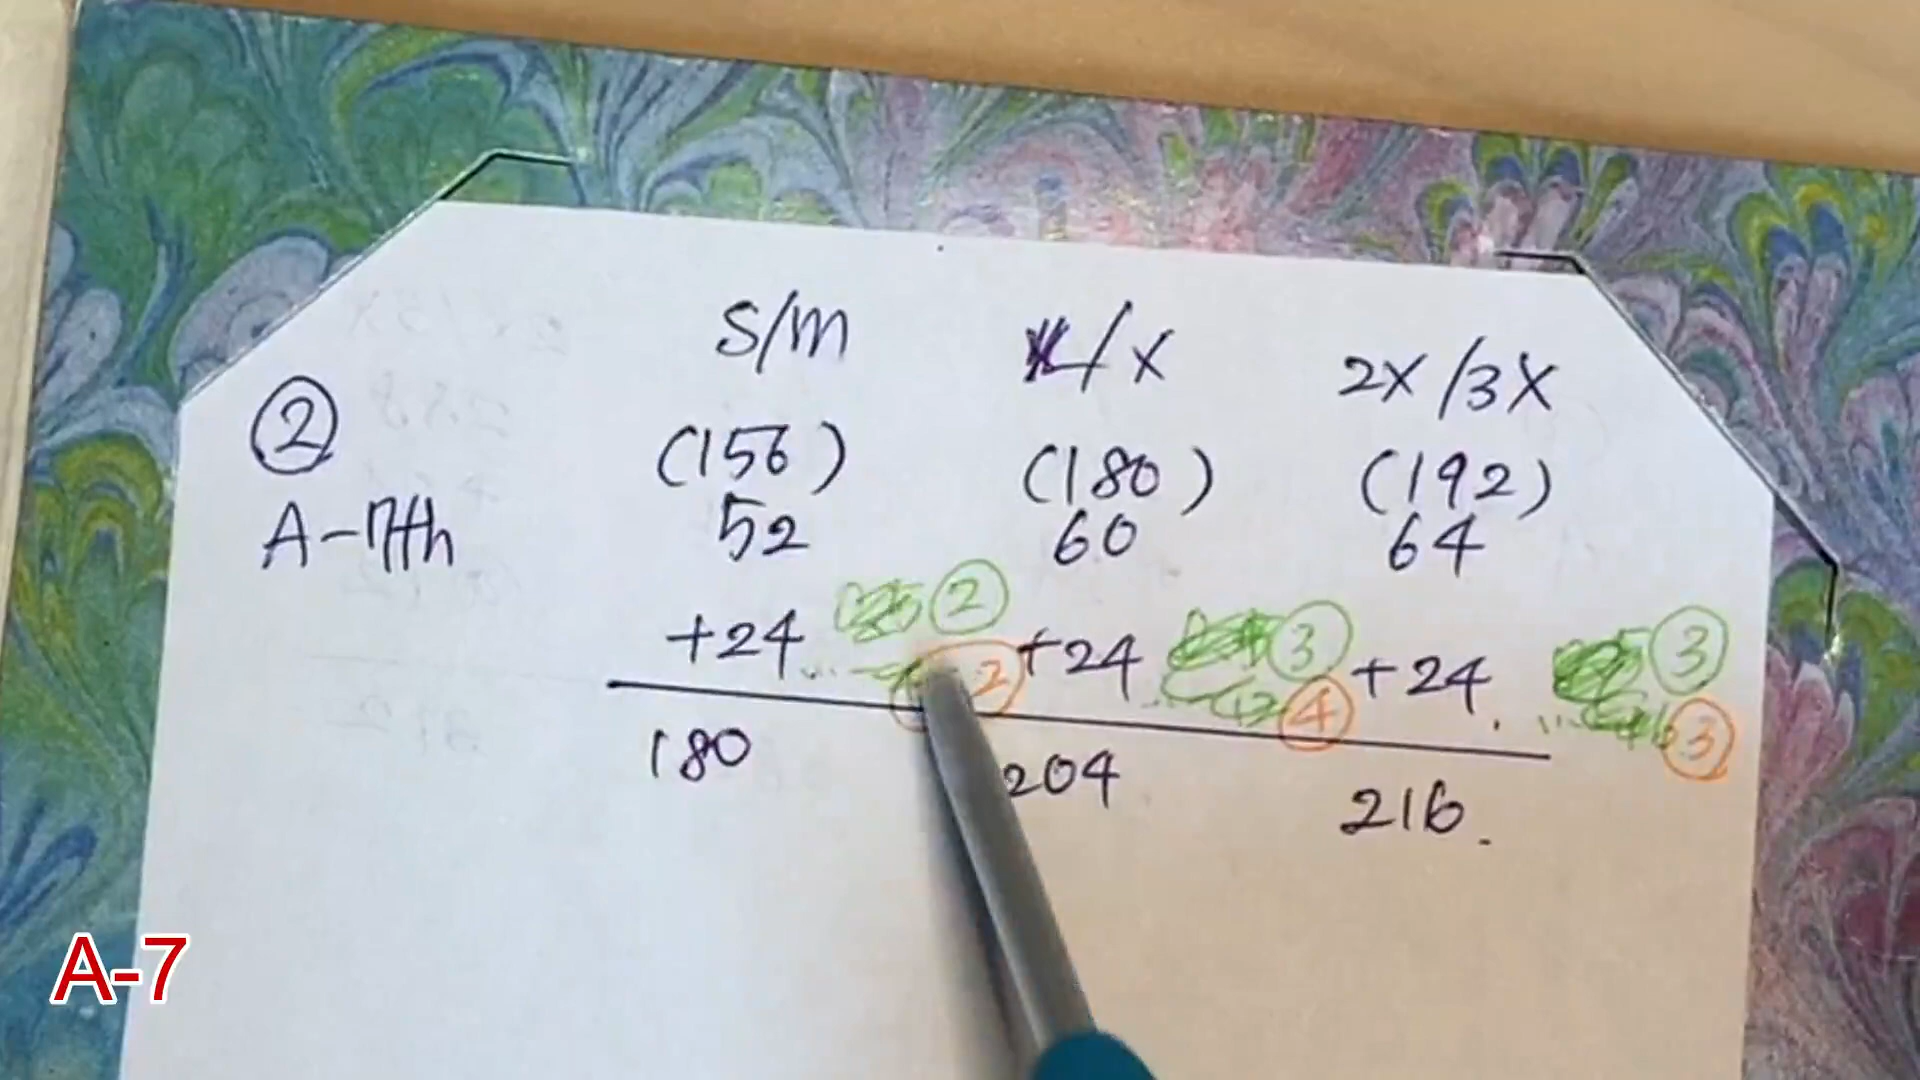 S/M L/X 2X/3X
② (156) (180) (192)
A-7th 52 60 64
② ③ ③
+24 +24 +24
2 ④ ③
180 204 216.
A-7